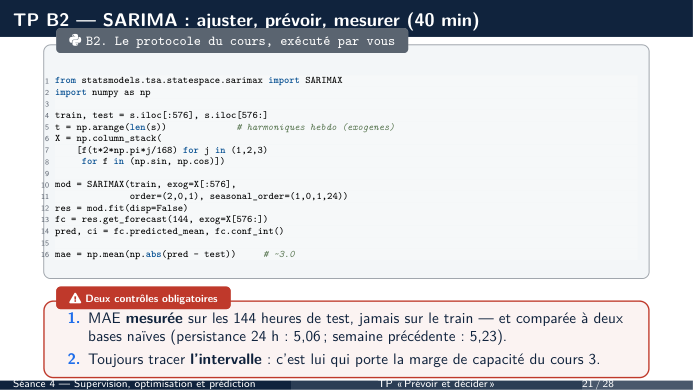 TP B2 — SARIMA : ajuster, prévoir, mesurer (40 min)
B2. Le protocole du cours, exécuté par vous
1 from statsmodels.tsa.statespace.sarimax import SARIMAX
2 import numpy as np
3
4 train, test = s.iloc[:576], s.iloc[576:]
5 t = np.arange(len(s)) # harmoniques hebdo (exogenes)
6 X = np.column_stack(
7 [f(t*2*np.pi*j/168) for j in (1,2,3)
8 for f in (np.sin, np.cos)])
9
10 mod = SARIMAX(train, exog=X[:576],
11 order=(2,0,1), seasonal_order=(1,0,1,24))
12 res = mod.fit(disp=False)
13 fc = res.get_forecast(144, exog=X[576:])
14 pred, ci = fc.predicted_mean, fc.conf_int()
15
16 mae = np.mean(np.abs(pred - test)) # ~3.0
Deux contrôles obligatoires
1. MAE mesurée sur les 144 heures de test, jamais sur le train — et comparée à deux
bases naïves (persistance 24 h : 5,06 ; semaine précédente : 5,23).
2. Toujours tracer l'intervalle : c'est lui qui porte la marge de capacité du cours 3.
Séance 4 — Supervision, optimisation et prédiction
TP « Prévoir et décider »
21 / 28